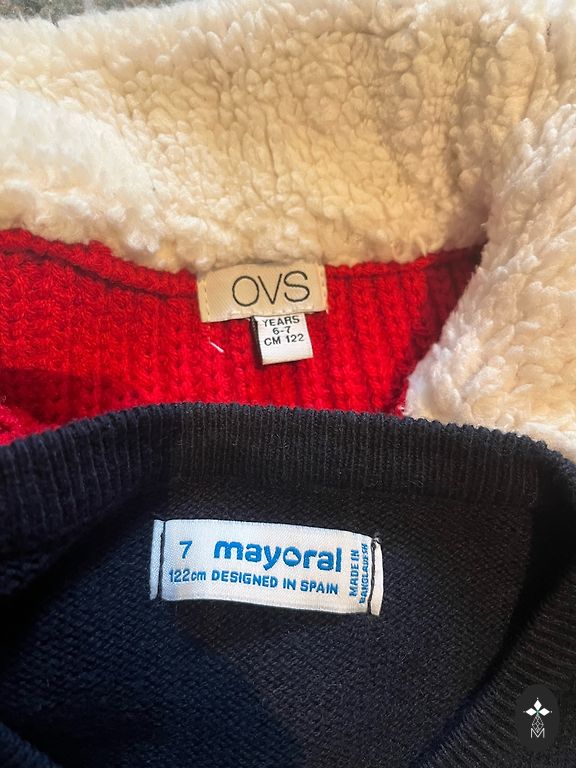 OVS
YEARS
6-7
CM 122
7 mayoral
122cm DESIGNED IN SPAIN
MADE IN
BANGLADESH
M